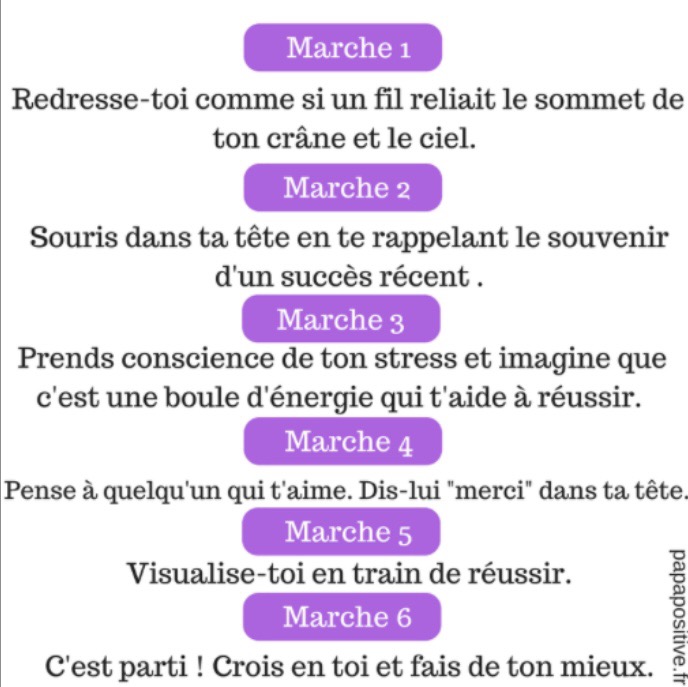 Marche 1
Redresse-toi comme si un fil reliait le sommet de
ton crâne et le ciel.
Marche 2
Souris dans ta tête en te rappelant le souvenir
d'un succès récent .
Marche 3
Prends conscience de ton stress et imagine que
c'est une boule d'énergie qui t'aide à réussir.
Marche 4
Pense à quelqu'un qui t'aime. Dis-lui "merci" dans ta tête.
Marche 5
Visualise-toi en train de réussir.
Marche 6
C'est parti ! Crois en toi et fais de ton mieux.
papapositive.fr